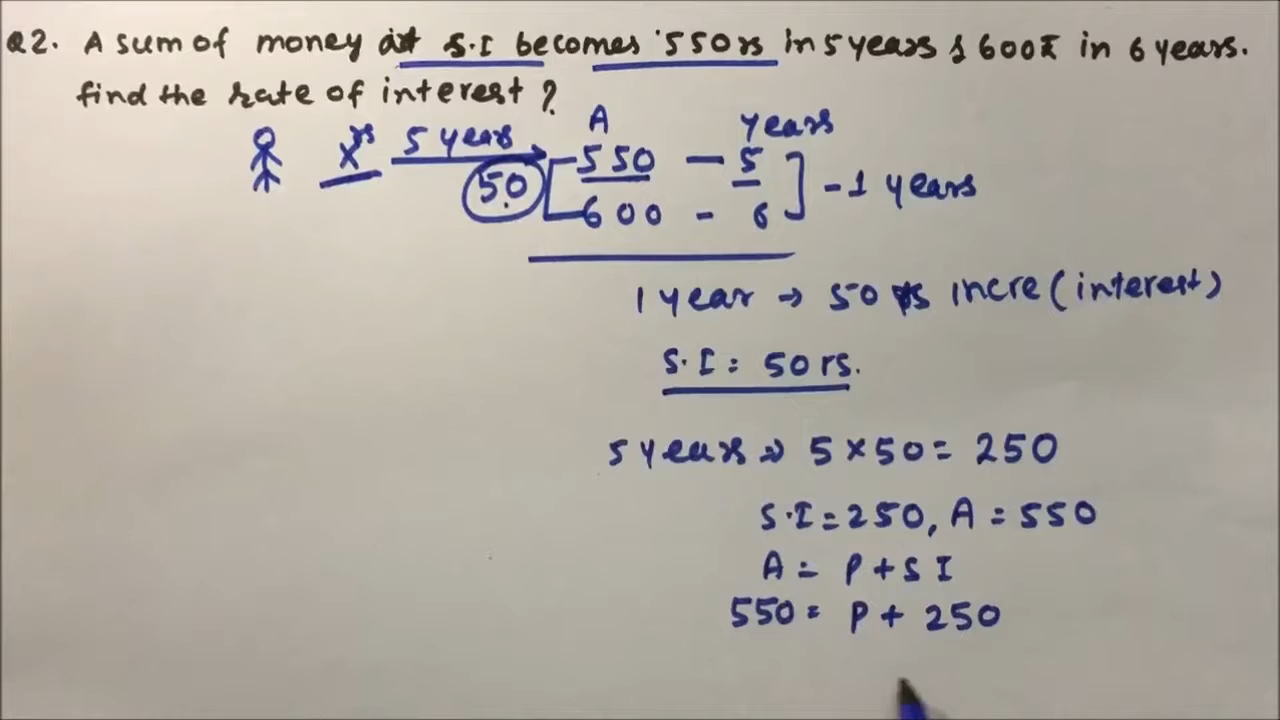 Q2. A sum of money at S.I becomes 550rs in 5 years & 600₹ in 6 years.
find the rate of interest ?
A years
X rs 5 years 550 - 5
50 - 1 years
600 - 6
1 year → 50 rs incre (interest)
S.I = 50 rs.
5 years ⇒ 5 × 50 = 250
S.I = 250, A = 550
A = P + S I
550 = P + 250